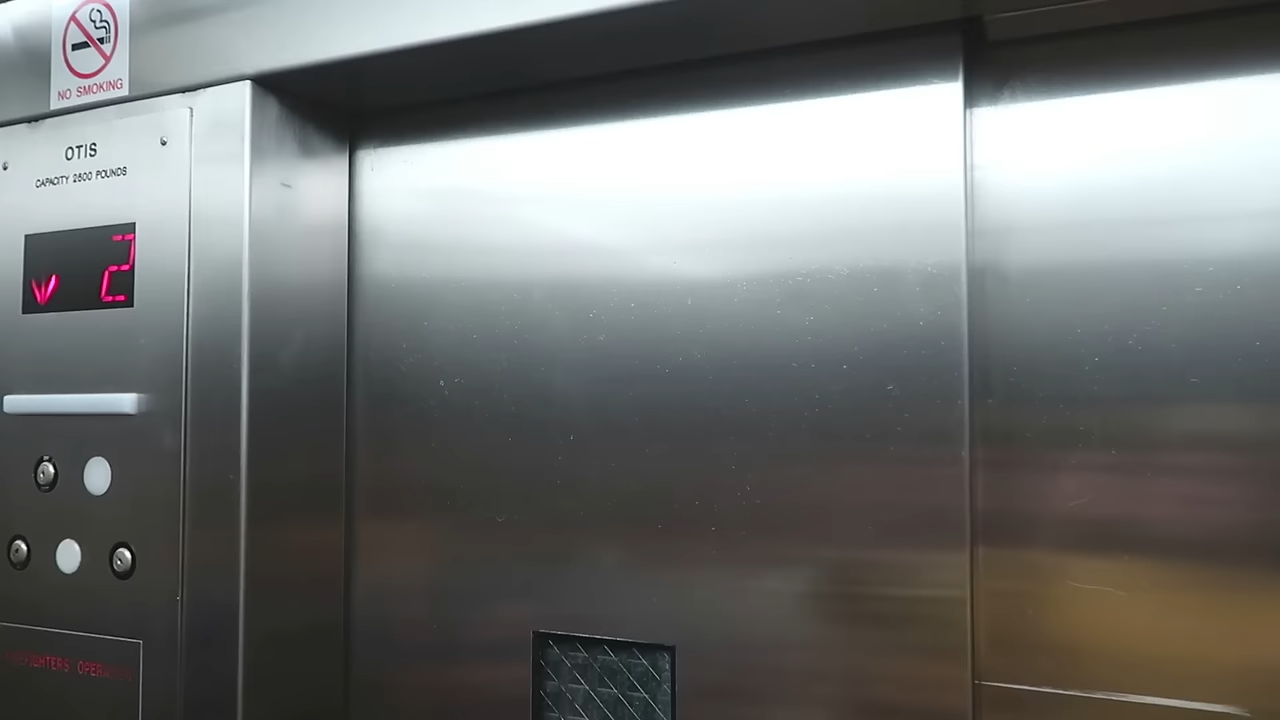 NO SMOKING
OTIS
CAPACITY 2500 POUNDS
2
FIREFIGHTERS OPERATION